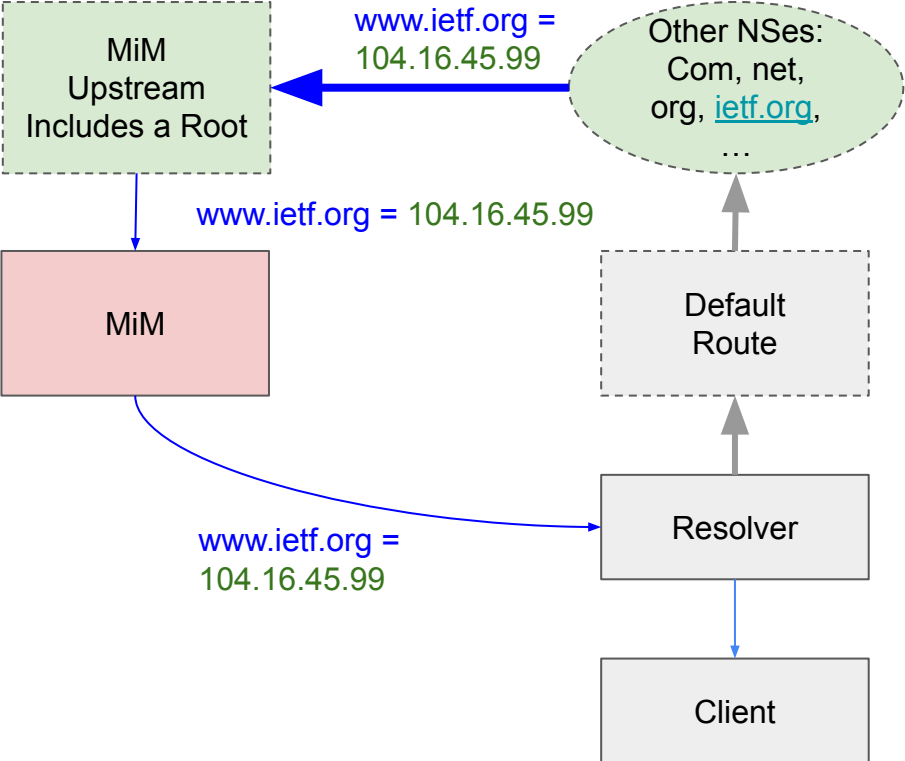 MiM
Upstream
Includes a Root
www.ietf.org =
104.16.45.99
Other NSes:
Com, net,
org, ietf.org,
…
www.ietf.org = 104.16.45.99
MiM
Default
Route
www.ietf.org =
104.16.45.99
Resolver
Client